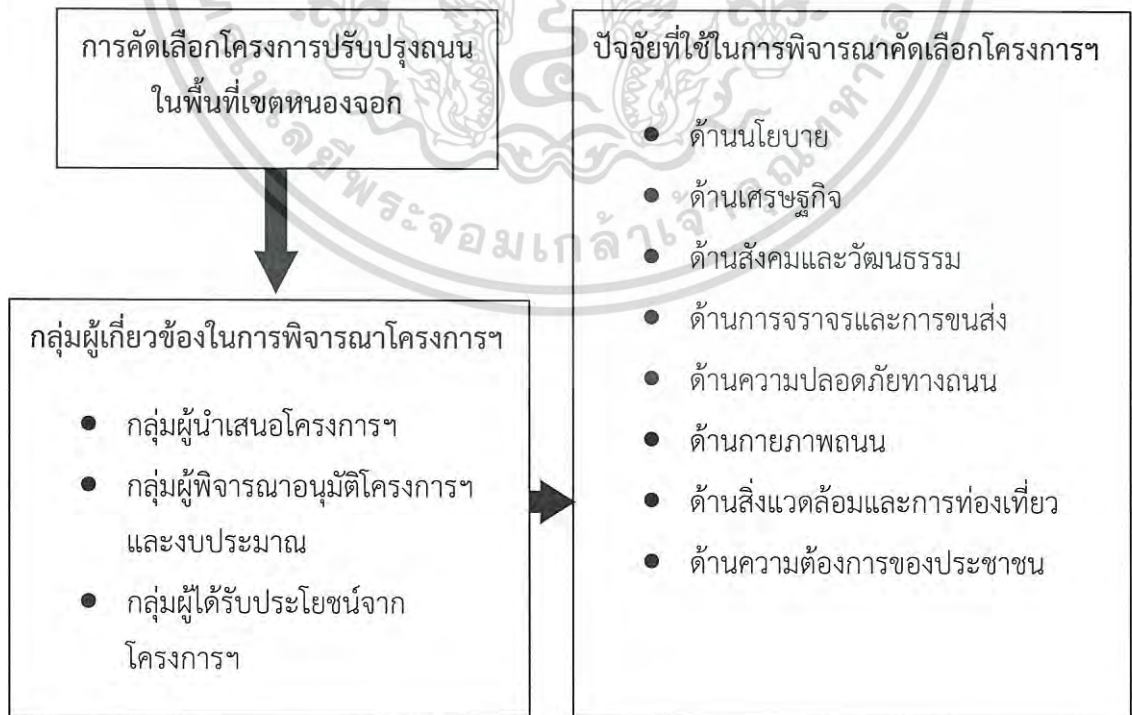 การคัดเลือกโครงการปรับปรุงถนน
ในพื้นที่เขตหนองจอก
กลุ่มผู้เกี่ยวข้องในการพิจารณาโครงการฯ
● กลุ่มผู้นำเสนอโครงการฯ
● กลุ่มผู้พิจารณาอนุมัติโครงการฯ
และงบประมาณ
● กลุ่มผู้ได้รับประโยชน์จาก
โครงการฯ
ปัจจัยที่ใช้ในการพิจารณาคัดเลือกโครงการฯ
● ด้านนโยบาย
● ด้านเศรษฐกิจ
● ด้านสังคมและวัฒนธรรม
● ด้านการจราจรและการขนส่ง
● ด้านความปลอดภัยทางถนน
● ด้านกายภาพถนน
● ด้านสิ่งแวดล้อมและการท่องเที่ยว
● ด้านความต้องการของประชาชน